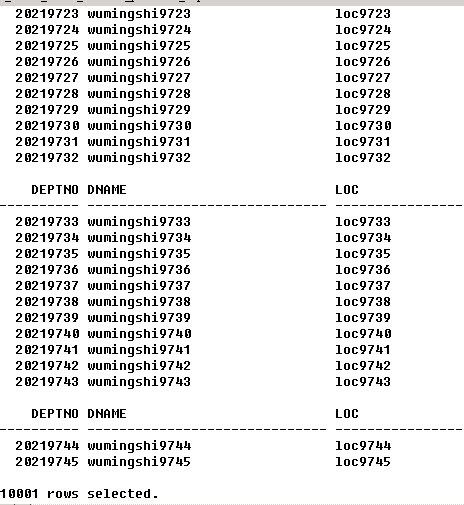 20219723 wumingshi9723 loc9723
20219724 wumingshi9724 loc9724
20219725 wumingshi9725 loc9725
20219726 wumingshi9726 loc9726
20219727 wumingshi9727 loc9727
20219728 wumingshi9728 loc9728
20219729 wumingshi9729 loc9729
20219730 wumingshi9730 loc9730
20219731 wumingshi9731 loc9731
20219732 wumingshi9732 loc9732
DEPTNO DNAME LOC
20219733 wumingshi9733 loc9733
20219734 wumingshi9734 loc9734
20219735 wumingshi9735 loc9735
20219736 wumingshi9736 loc9736
20219737 wumingshi9737 loc9737
20219738 wumingshi9738 loc9738
20219739 wumingshi9739 loc9739
20219740 wumingshi9740 loc9740
20219741 wumingshi9741 loc9741
20219742 wumingshi9742 loc9742
20219743 wumingshi9743 loc9743
DEPTNO DNAME LOC
20219744 wumingshi9744 loc9744
20219745 wumingshi9745 loc9745
10001 rows selected.